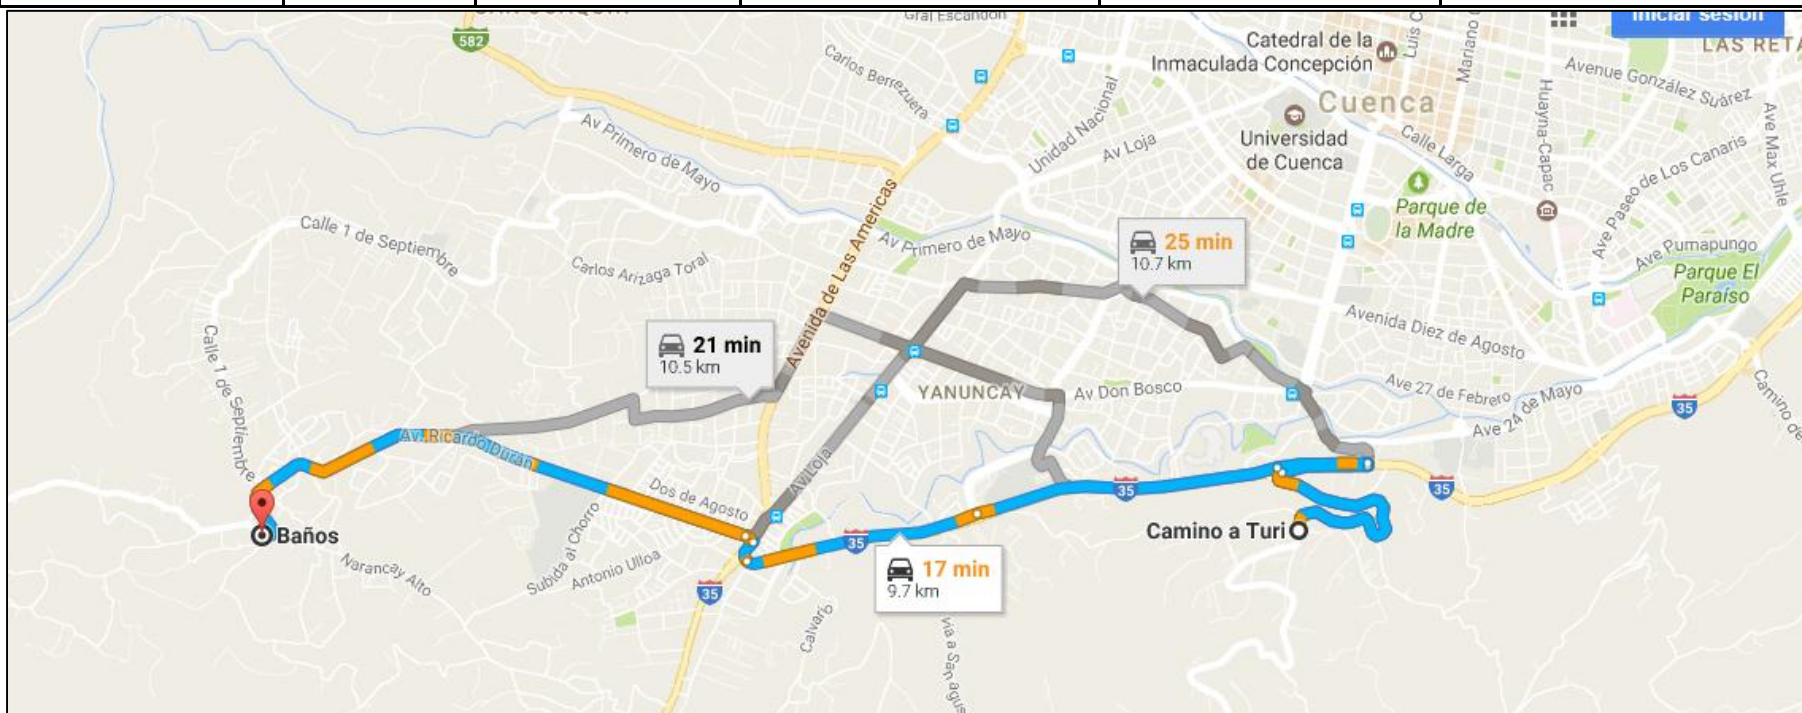 SAN JOAQUÍN
Gral Escandón
Iniciar sesión
582
Luis C
Mariano C
LAS RETA
Catedral de la
Inmaculada Concepción
Carlos Berrezuera
Avenue González Suárez
Cuenca
Huayna-Capac
Unidad Nacional
Universidad
de Cuenca
Calle Larga
Ave Max Uhle
Av Primero de Mayo
Av Loja
Ave Paseo de Los Canaris
Parque de
la Madre
Calle 1 de Septiembre
Av Primero de Mayo
25 min
10.7 km
Ave Pumapungo
Carlos Arizaga Toral
Avenida de Las Americas
Parque El
Paraíso
Calle 1 de Septiembre
Avenida Diez de Agosto
21 min
10.5 km
YANUNCAY
Av Don Bosco
Ave 27 de Febrero
Ave 24 de Mayo
35
Camino de
Av. Ricardo Durán
Av Loja
Dos de Agosto
35
35
Baños
Camino a Turi
35
Narancay Alto
Subida al Chorro
Antonio Ulloa
35
17 min
9.7 km
Calvario
vía a San agus